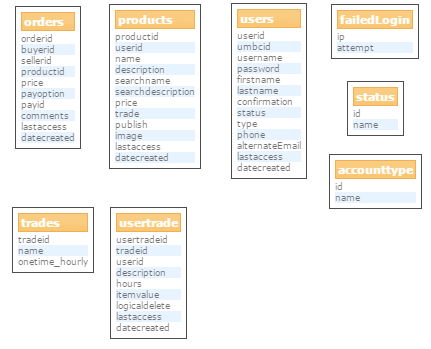 orders
orderid
buyerid
sellerid
productid
price
payoption
payid
comments
lastaccess
datecreated
products
productid
userid
name
description
searchname
searchdescription
price
trade
publish
image
lastaccess
datecreated
users
userid
umbcid
username
password
firstname
lastname
confirmation
status
type
phone
alternateEmail
lastaccess
datecreated
failedLogin
ip
attempt
status
id
name
accounttype
id
name
trades
tradeid
name
onetime_hourly
usertrade
usertradeid
tradeid
userid
description
hours
itemvalue
logicaldelete
lastaccess
datecreated